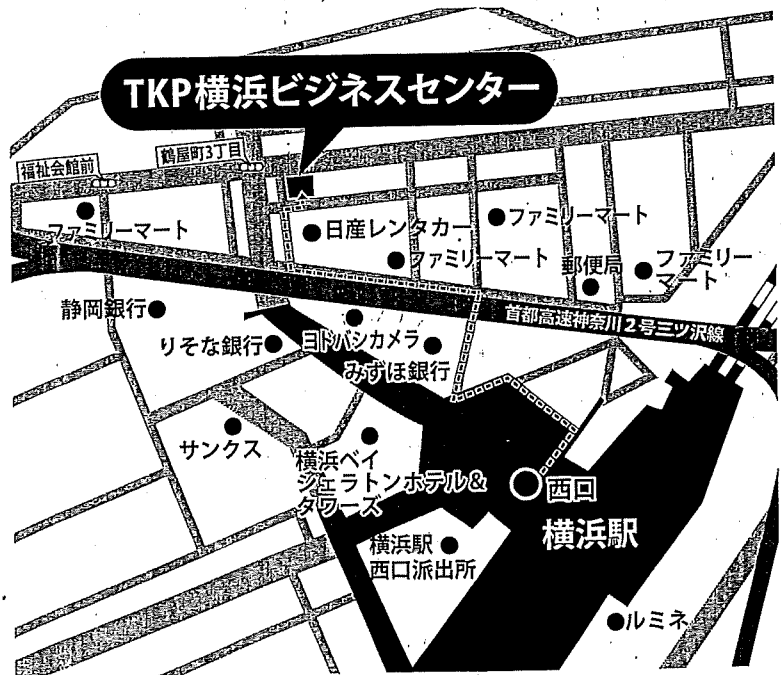 TKP横浜ビジネスセンター
鶴屋町3丁目
福祉会館前
ファミリーマート
日産レンタカー
ファミリーマート
ファミリーマート
郵便局
ファミリー
マート
静岡銀行
首都高速神奈川2号三ツ沢線
りそな銀行
ヨドバシカメラ
みずほ銀行
サンクス
横浜ベイ
シェラトンホテル&
タワーズ
西口
横浜駅
横浜駅
西口派出所
ルミネ